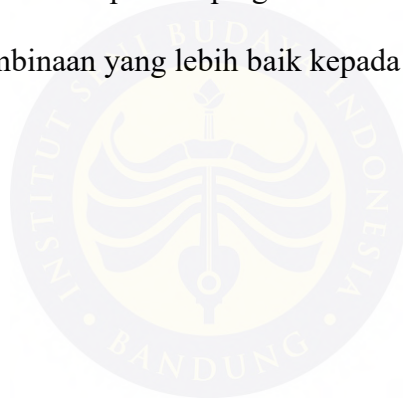 mbinaan yang lebih baik kepada
INSTITUT SENI BUDAYA INDONESIA
BANDUNG